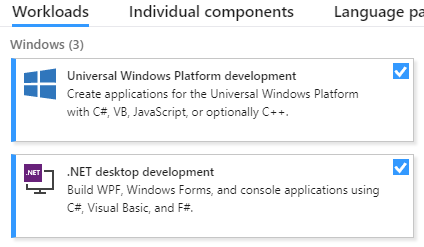 Workloads Individual components Language pa
Windows (3)
Universal Windows Platform development
Create applications for the Universal Windows Platform
with C#, VB, JavaScript, or optionally C++.
.NET
.NET desktop development
Build WPF, Windows Forms, and console applications using
C#, Visual Basic, and F#.